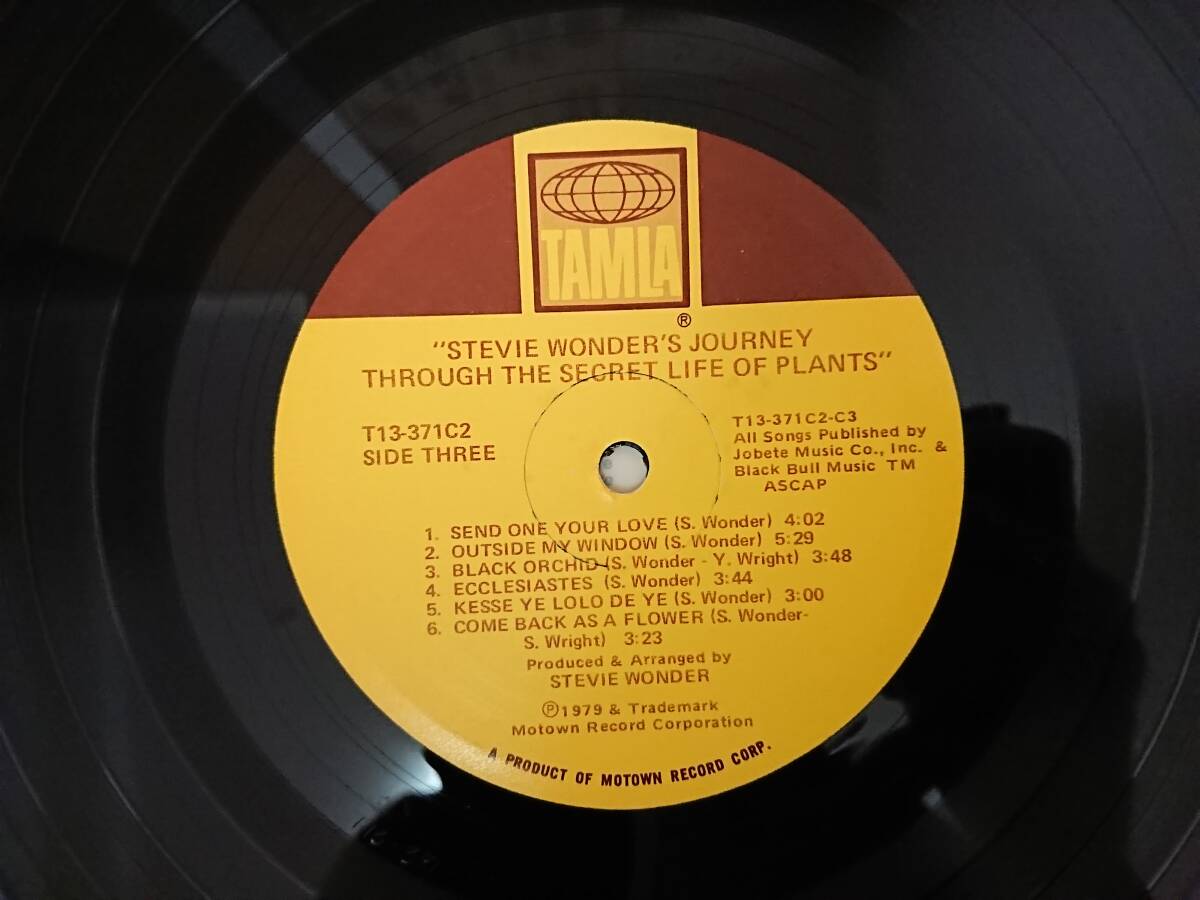 TAMLA
®
"STEVIE WONDER'S JOURNEY
THROUGH THE SECRET LIFE OF PLANTS"
T13-371C2
SIDE THREE
T13-371C2-C3
All Songs Published by
Jobete Music Co., Inc. &
Black Bull Music TM
ASCAP
1. SEND ONE YOUR LOVE (S. Wonder) 4:02
2. OUTSIDE MY WINDOW (S. Wonder) 5:29
3. BLACK ORCHID (S. Wonder - Y. Wright) 3:48
4. ECCLESIASTES (S. Wonder) 3:44
5. KESSE YE LOLO DE YE (S. Wonder) 3:00
6. COME BACK AS A FLOWER (S. Wonder-
S. Wright) 3:23
Produced & Arranged by
STEVIE WONDER
Ⓟ1979 & Trademark
Motown Record Corporation
A PRODUCT OF MOTOWN RECORD CORP.